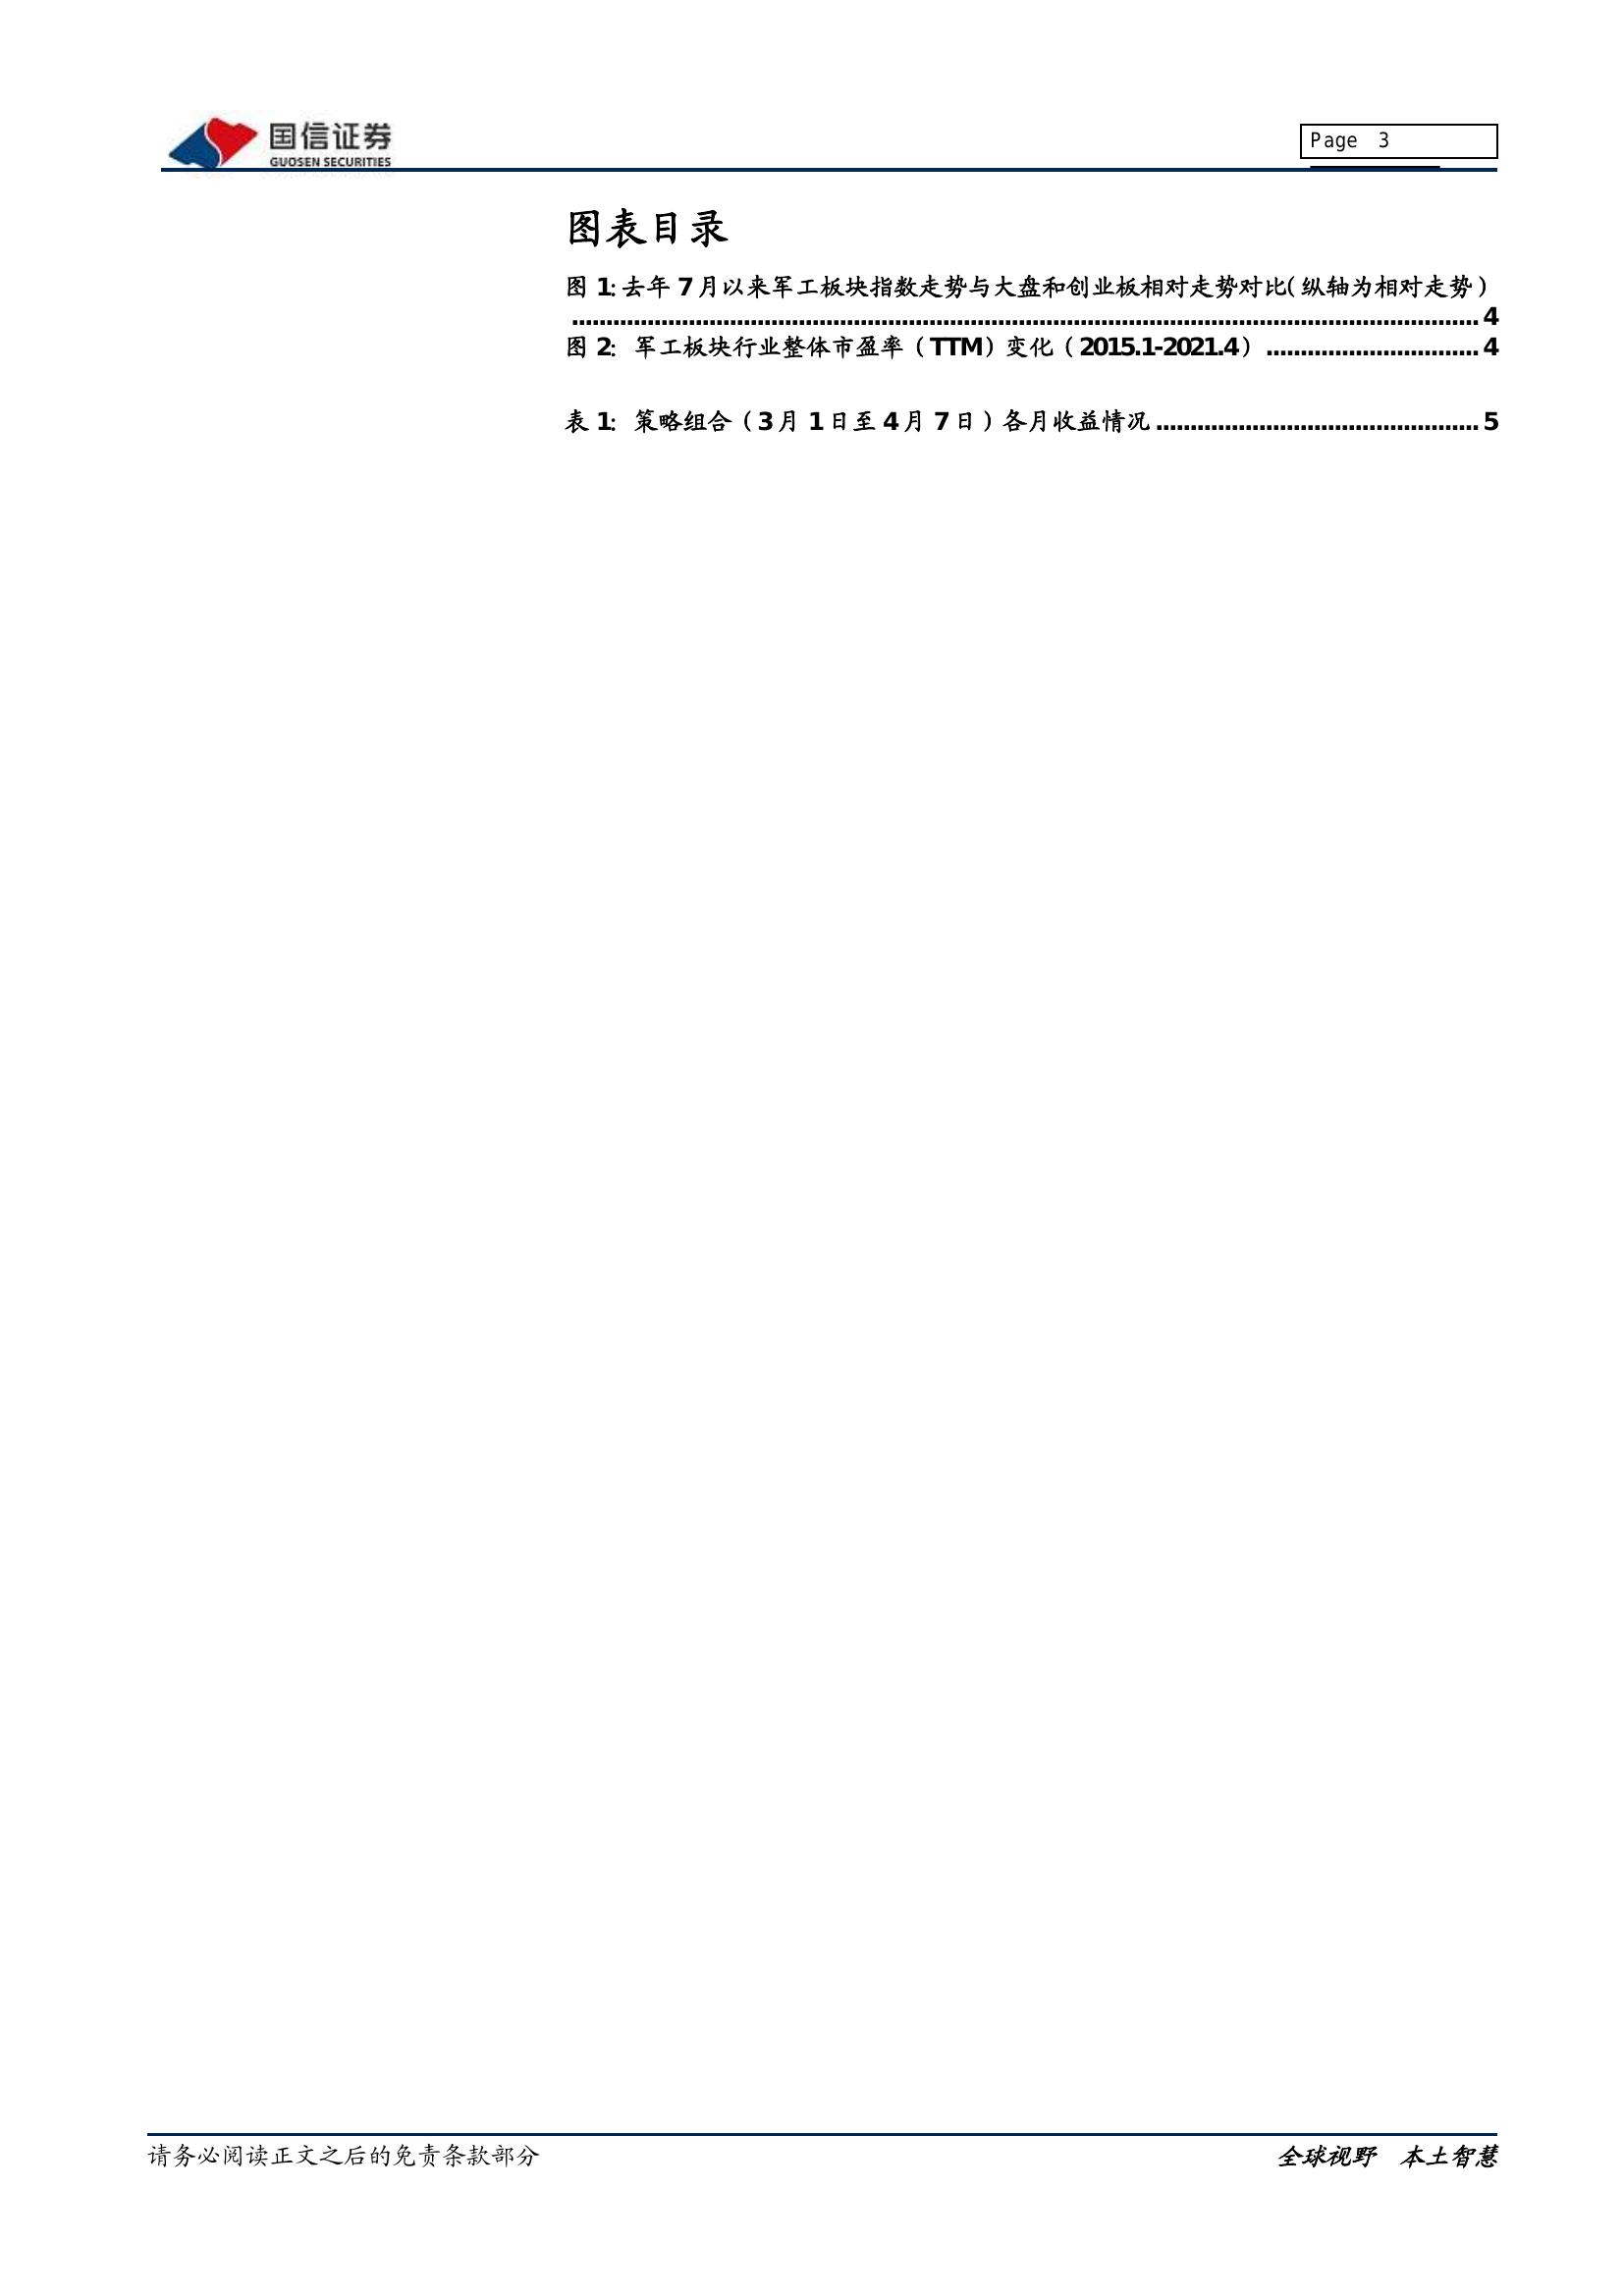 国信证券
GUOSEN SECURITIES
Page 3
图表目录
图 1: 去年 7 月以来军工板块指数走势与大盘和创业板相对走势对比(纵轴为相对走势)
.................................................................................................................................... 4
图 2: 军工板块行业整体市盈率（TTM）变化（2015.1-2021.4） ............................... 4
表 1: 策略组合（3 月 1 日至 4 月 7 日）各月收益情况 ............................................... 5
请务必阅读正文之后的免责条款部分
全球视野 本土智慧